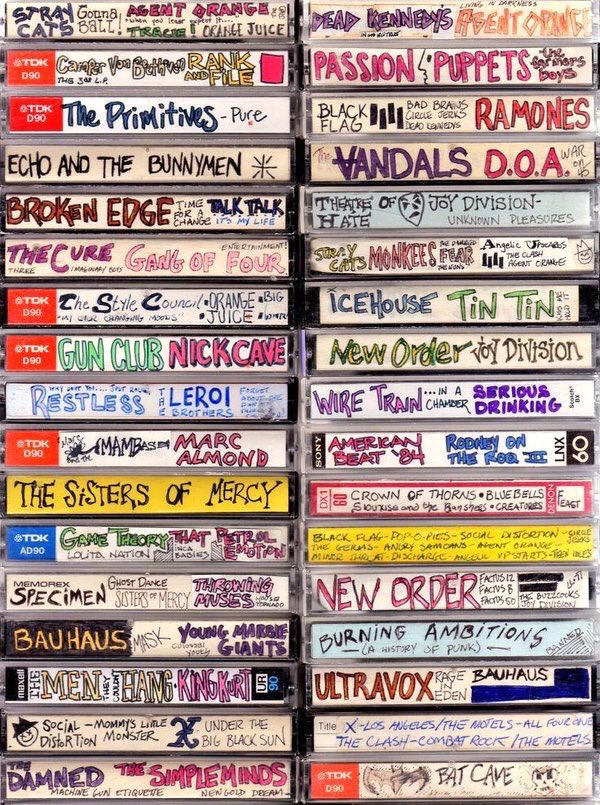 STRAY CATS Gonna BALL! AGENT ORANGE
TRACIE! ORANGE JUICE
TDK D90 Camper Van Beethoven THE 3rd L.P. RANK AND FILE
TDK D90 The Primitives - Pure
ECHO AND THE BUNNYMEN
BROKEN EDGE TIME FOR A CHANGE TALK TALK IT'S MY LIFE
THE CURE THREE IMAGINARY BOYS GANG OF FOUR ENTERTAINMENT!
TDK D90 The Style Council "MY EVER CHANGING MOODS" ORANGE JUICE BIG
TDK D90 GUN CLUB NICK CAVE
RESTLESS THE LEROI BROTHERS
TDK D90 MAMBAS MARC ALMOND
THE SISTERS OF MERCY
TDK AD90 GAME THEORY LOLITA NATION THAT PETROL EMOTION BABIES
MEMOREX SPECIMEN GHOST DANCE SISTERS OF MERCY THROWING MUSES
BAUHAUS MASK YOUNG MARBLE GIANTS COLOSSAL YOUTH
maxell THE MEN THEY COULDN'T HANG · KING KURT UR 90
SOCIAL DISTORTION - MOMMY'S LITTLE MONSTER X UNDER THE BIG BLACK SUN
THE DAMNED MACHINE GUN ETIQUETTE THE SIMPLE MINDS NEW GOLD DREAM
DEAD KENNEDYS LIVING IN DARKNESS AGENT ORANGE
PASSION PUPPETS the farmers boys
BLACK FLAG BAD BRAINS CIRCLE JERKS DEAD KENNEDYS RAMONES
The VANDALS D.O.A. WAR on 45
THEATRE OF HATE JOY DIVISION- UNKNOWN PLEASURES
STRAY CATS MONKEES THE DAMNED FEAR THE NUNS Angelic Upstarts THE CLASH AGENT ORANGE
ICEHOUSE TIN TIN
New Order Joy Division
WIRE TRAIN ...IN A CHAMBER SERIOUS DRINKING Scotch BX
SONY AMERICAN BEAT '84 RODNEY ON THE ROQ III LNX 60
DX1 60 CROWN OF THORNS • BLUEBELLS Siouxsie and the Banshees • CREATURES DENON
BLACK FLAG - POP-O-PIES - SOCIAL DISTORTION - CIRCLE JERKS
THE GERMS - ANGRY SAMOANS - AGENT ORANGE -
MINOR THREAT - DISCHARGE - ANGELIC UPSTARTS -
NEW ORDER FACTUS 12 FACTUS 8 FACTUS 50 THE BUZZCOCKS JOY DIVISION
BURNING AMBITIONS (A HISTORY OF PUNK) BANNED
ULTRAVOX RAGE IN EDEN BAUHAUS
Title X - LOS ANGELES / THE MOTELS - ALL FOUR ONE
THE CLASH - COMBAT ROCK / THE MOTELS
TDK D90 BAT CAVE